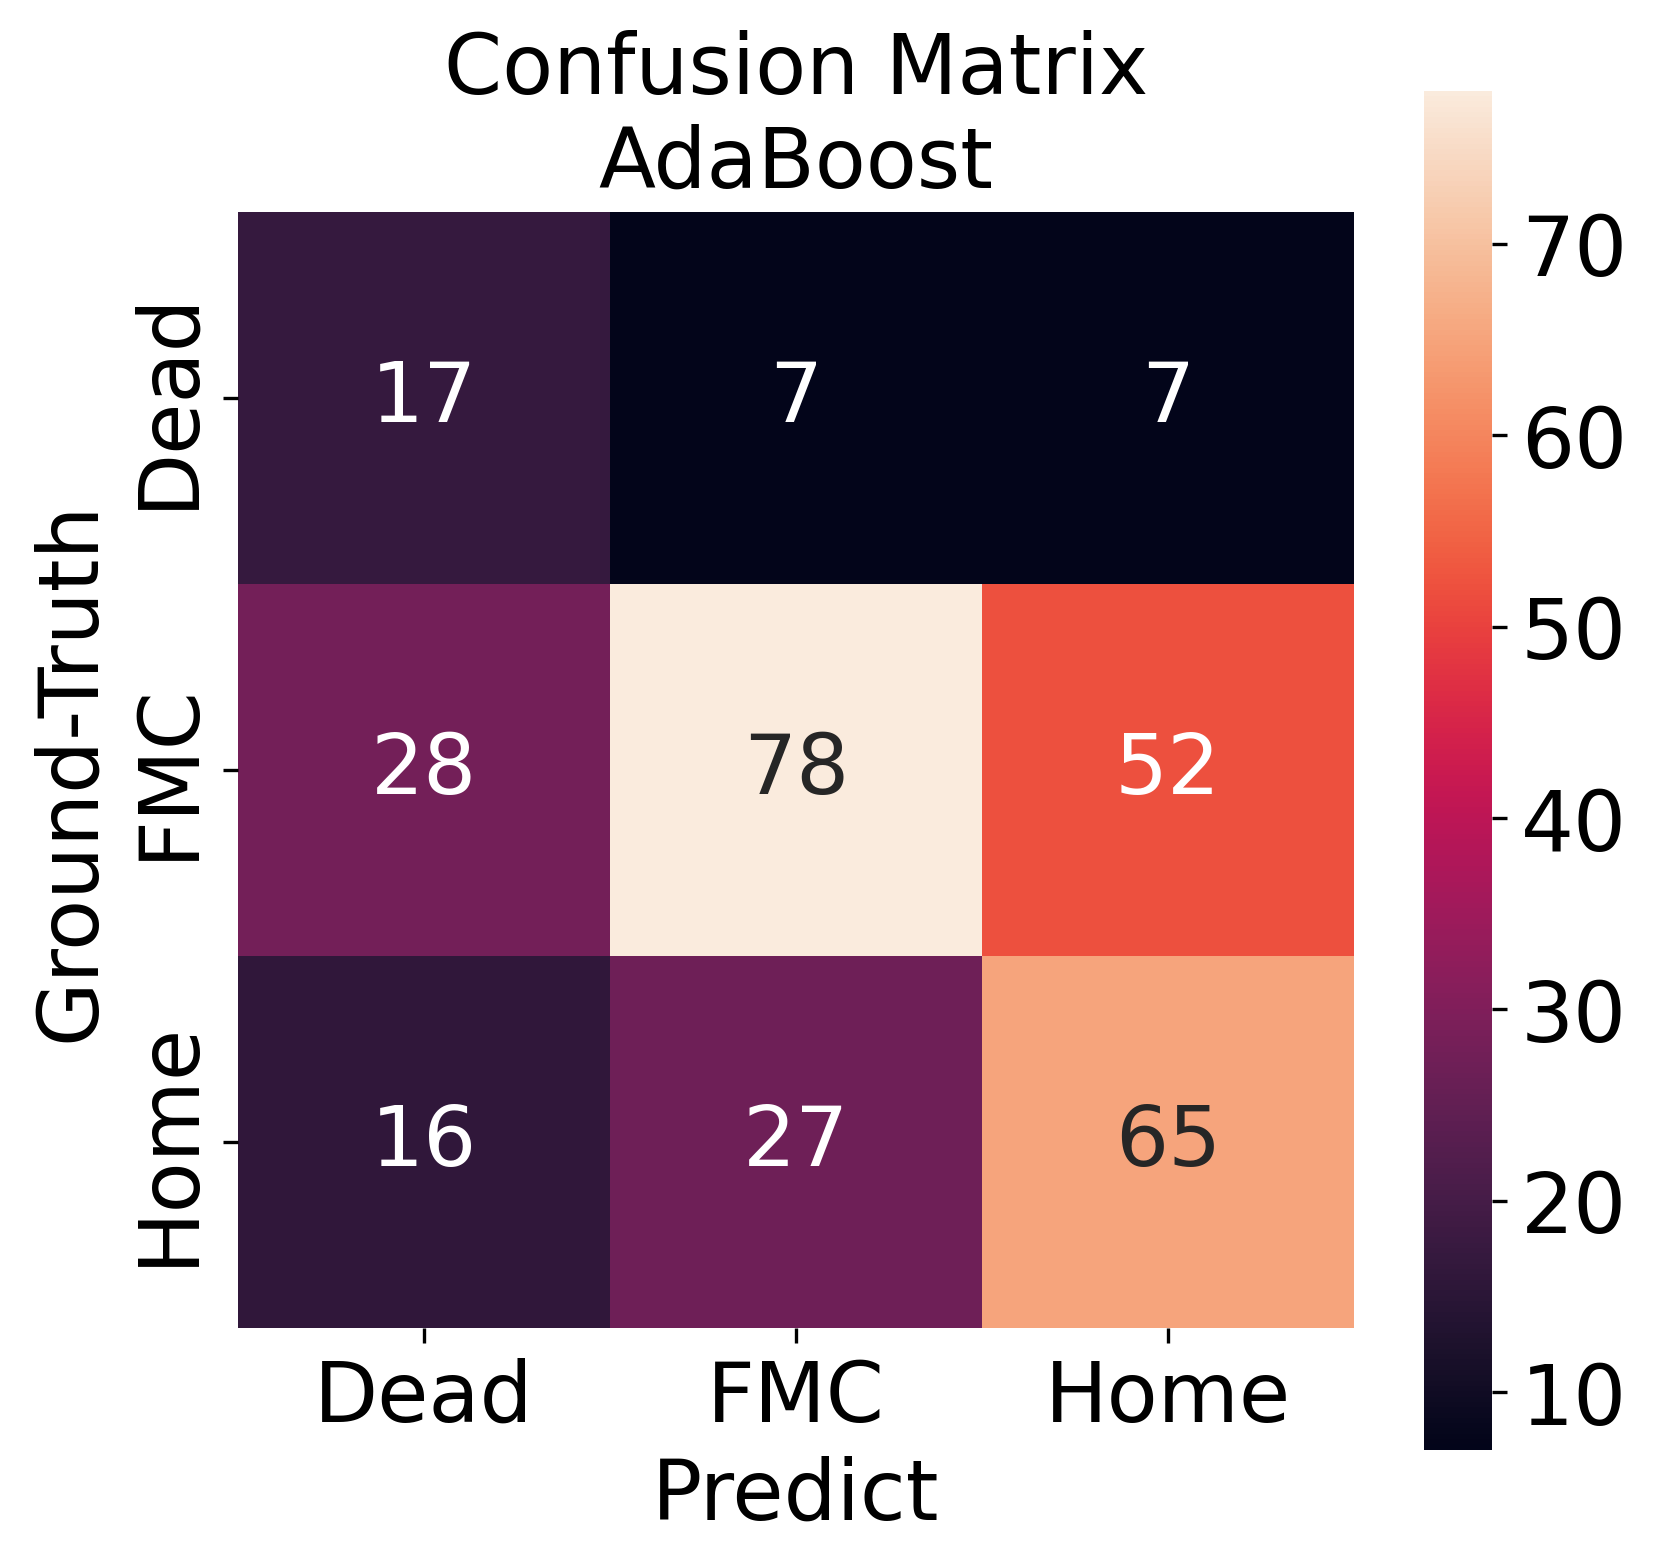 Confusion Matrix
AdaBoost
Ground-Truth
Dead
17 7 7
FMC
28 78 52
Home
16 27 65
Dead FMC Home
Predict
70
60
50
40
30
20
10